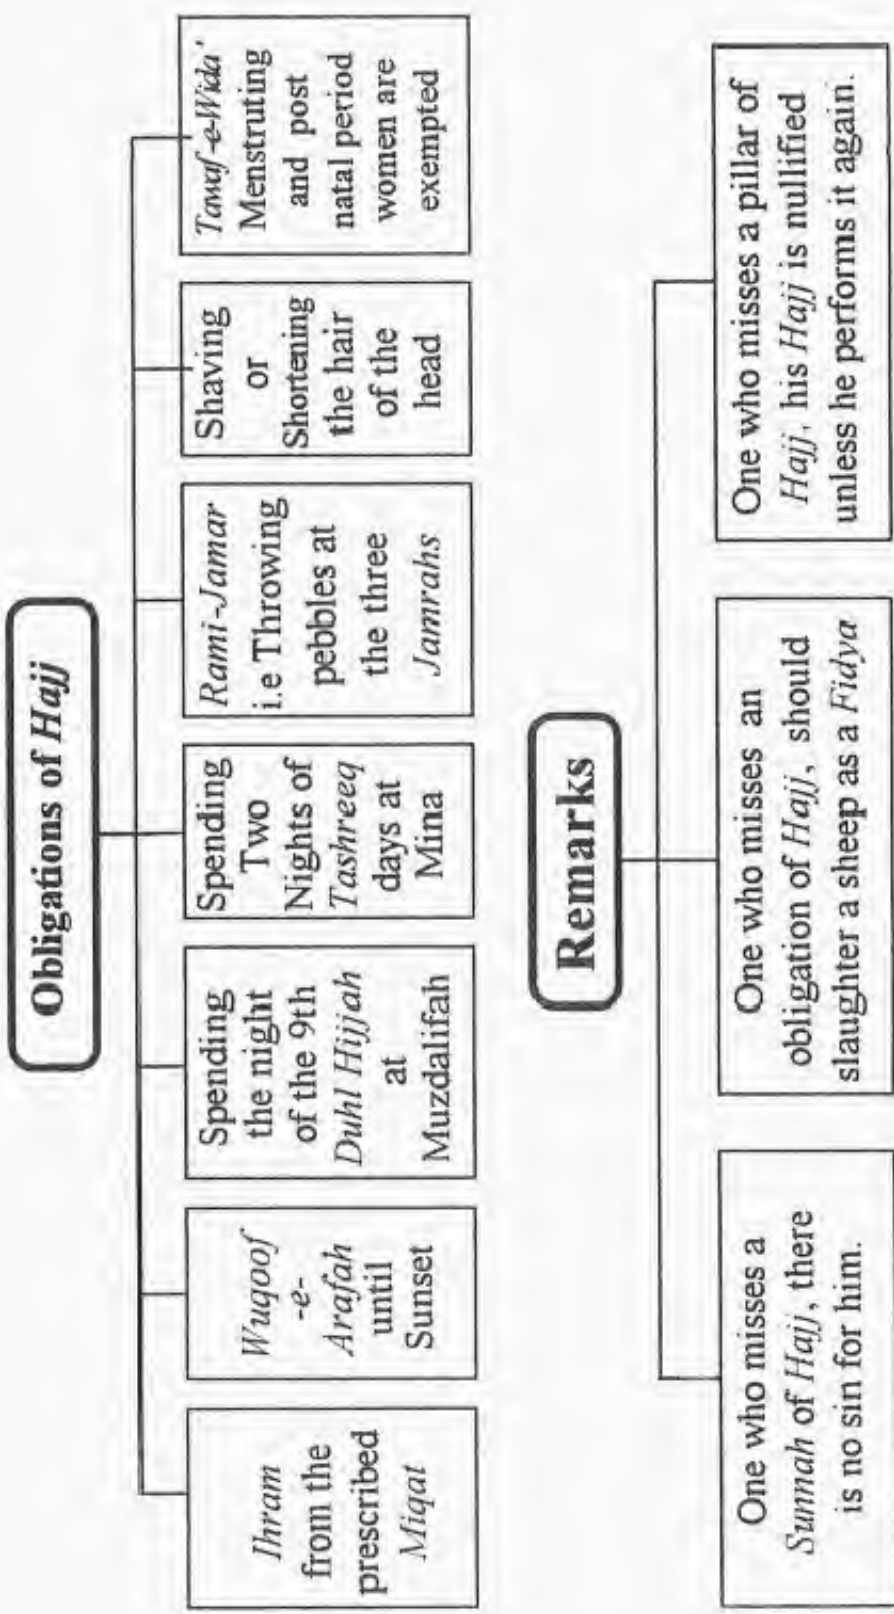 Obligations of Hajj
Ihram
from the
prescribed
Miqat
Wuqoof
-e-
Arafah
until
Sunset
Spending
the night
of the 9th
Duhl Hijjah
at
Muzdalifah
Spending
Two
Nights of
Tashreeq
days at
Mina
Rami-Jamar
i.e Throwing
pebbles at
the three
Jamrahs
Shaving
or
Shortening
the hair
of the
head
Tawaf-e-Wida'
Menstruting
and post
natal period
women are
exempted
Remarks
One who misses a
Sunnah of Hajj, there
is no sin for him.
One who misses an
obligation of Hajj, should
slaughter a sheep as a Fidya
One who misses a pillar of
Hajj, his Hajj is nullified
unless he performs it again.